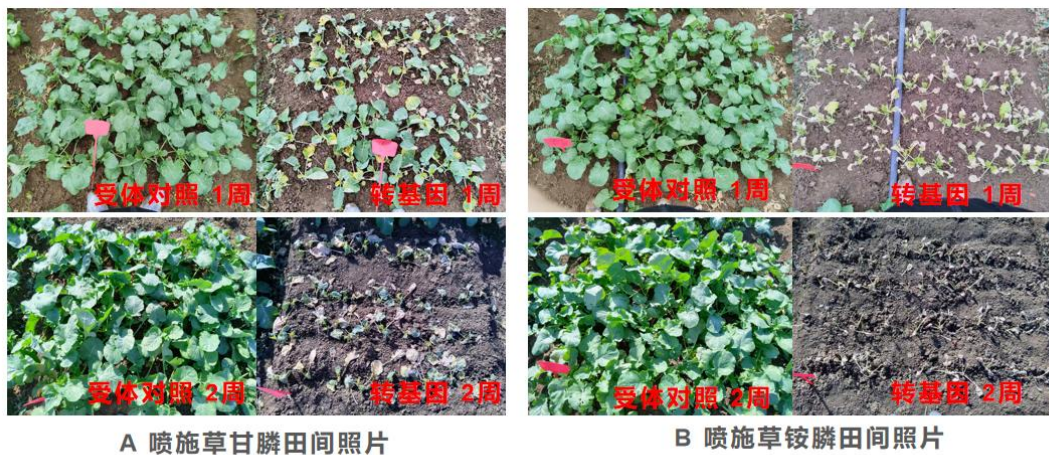 受体对照 1周
转基因 1周
受体对照 1周
转基因 1周
受体对照 2周
转基因 2周
受体对照 2周
转基因 2周
A 喷施草甘膦田间照片
B 喷施草铵膦田间照片